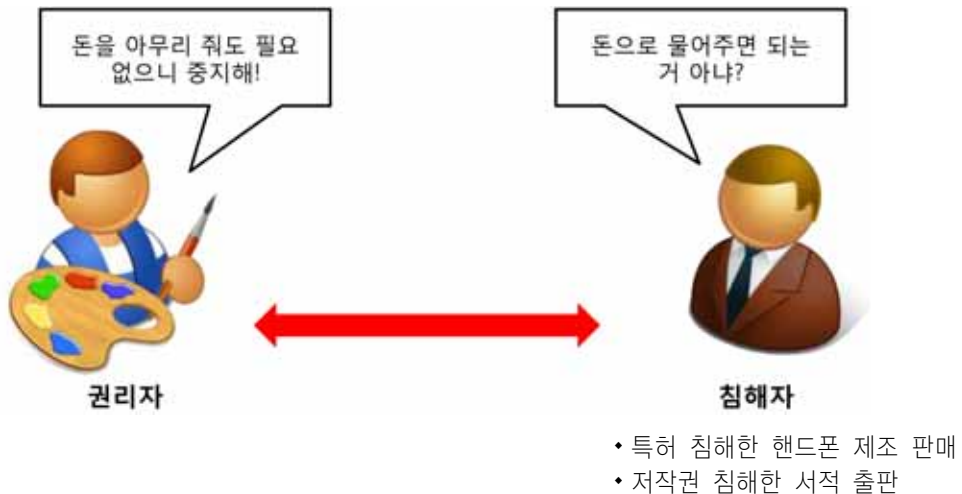 돈을 아무리 줘도 필요
없으니 중지해!
돈으로 물어주면 되는
거 아냐?
권리자
침해자
• 특허 침해한 핸드폰 제조 판매
• 저작권 침해한 서적 출판